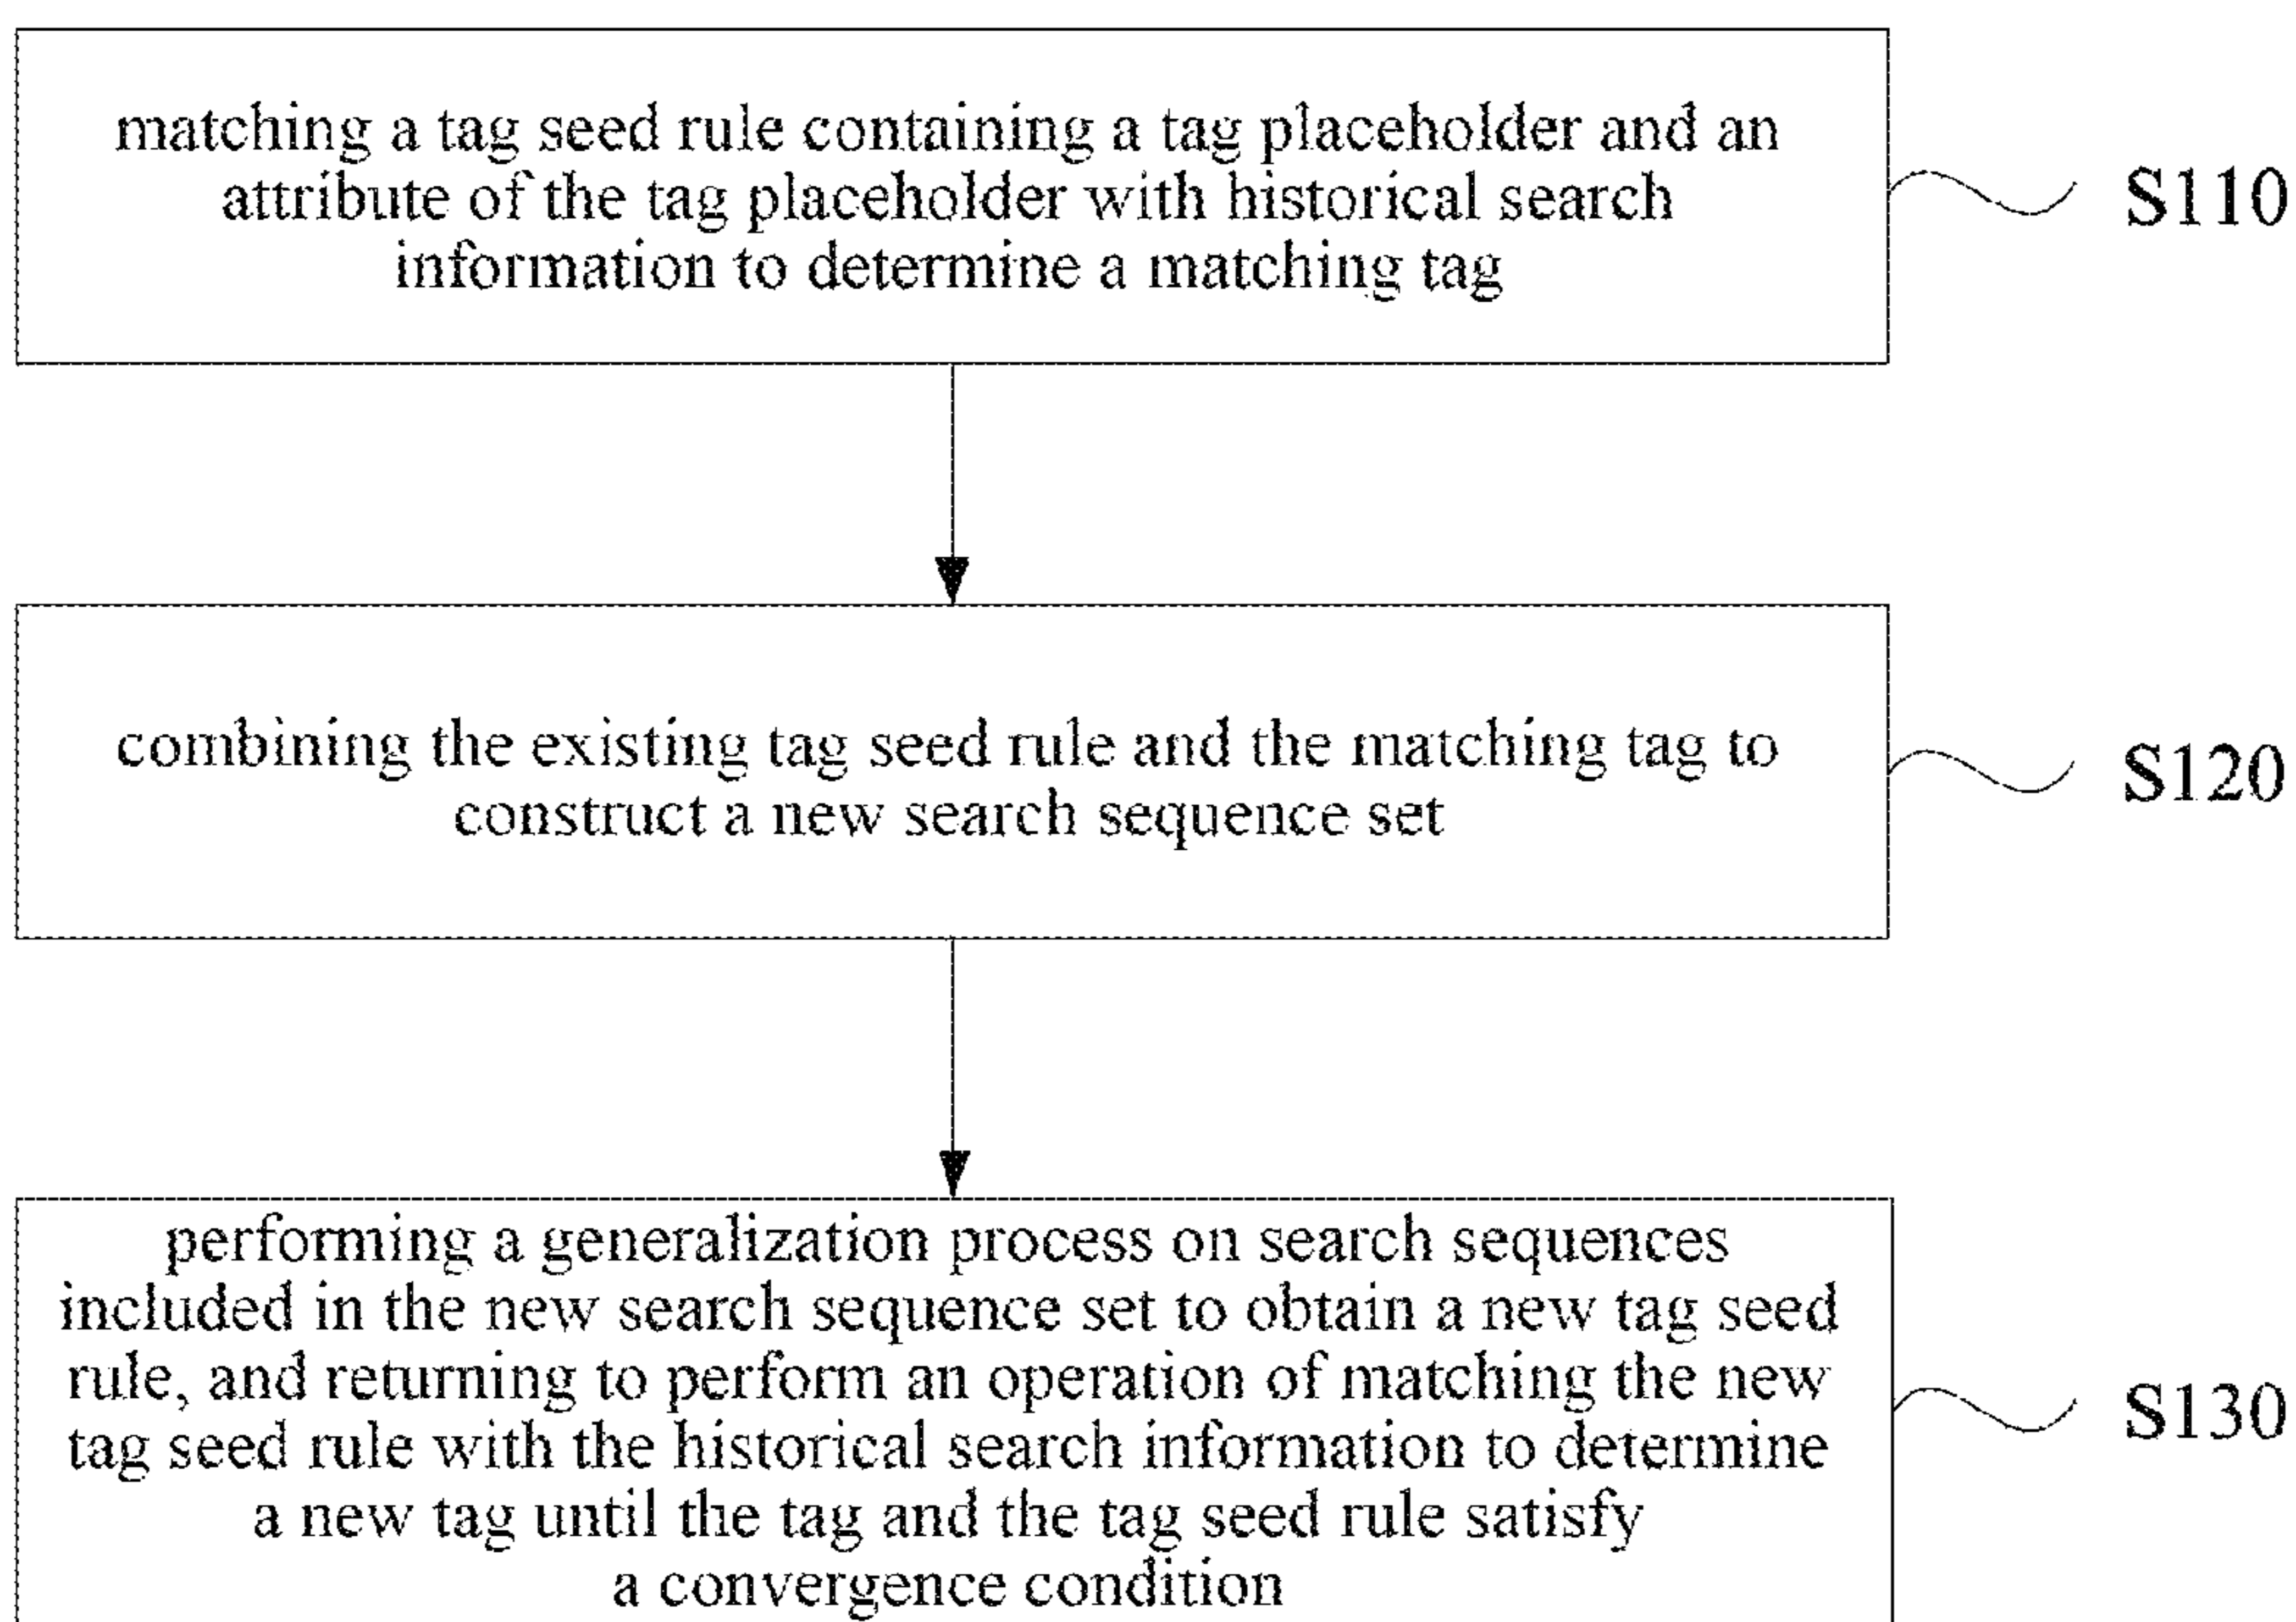 matching a tag seed rule containing a tag placeholder and an
attribute of the tag placeholder with historical search
information to determine a matching tag
S110
combining the existing tag seed rule and the matching tag to
construct a new search sequence set
S120
performing a generalization process on search sequences
included in the new search sequence set to obtain a new tag seed
rule, and returning to perform an operation of matching the new
tag seed rule with the historical search information to determine
a new tag until the tag and the tag seed rule satisfy
a convergence condition
S130